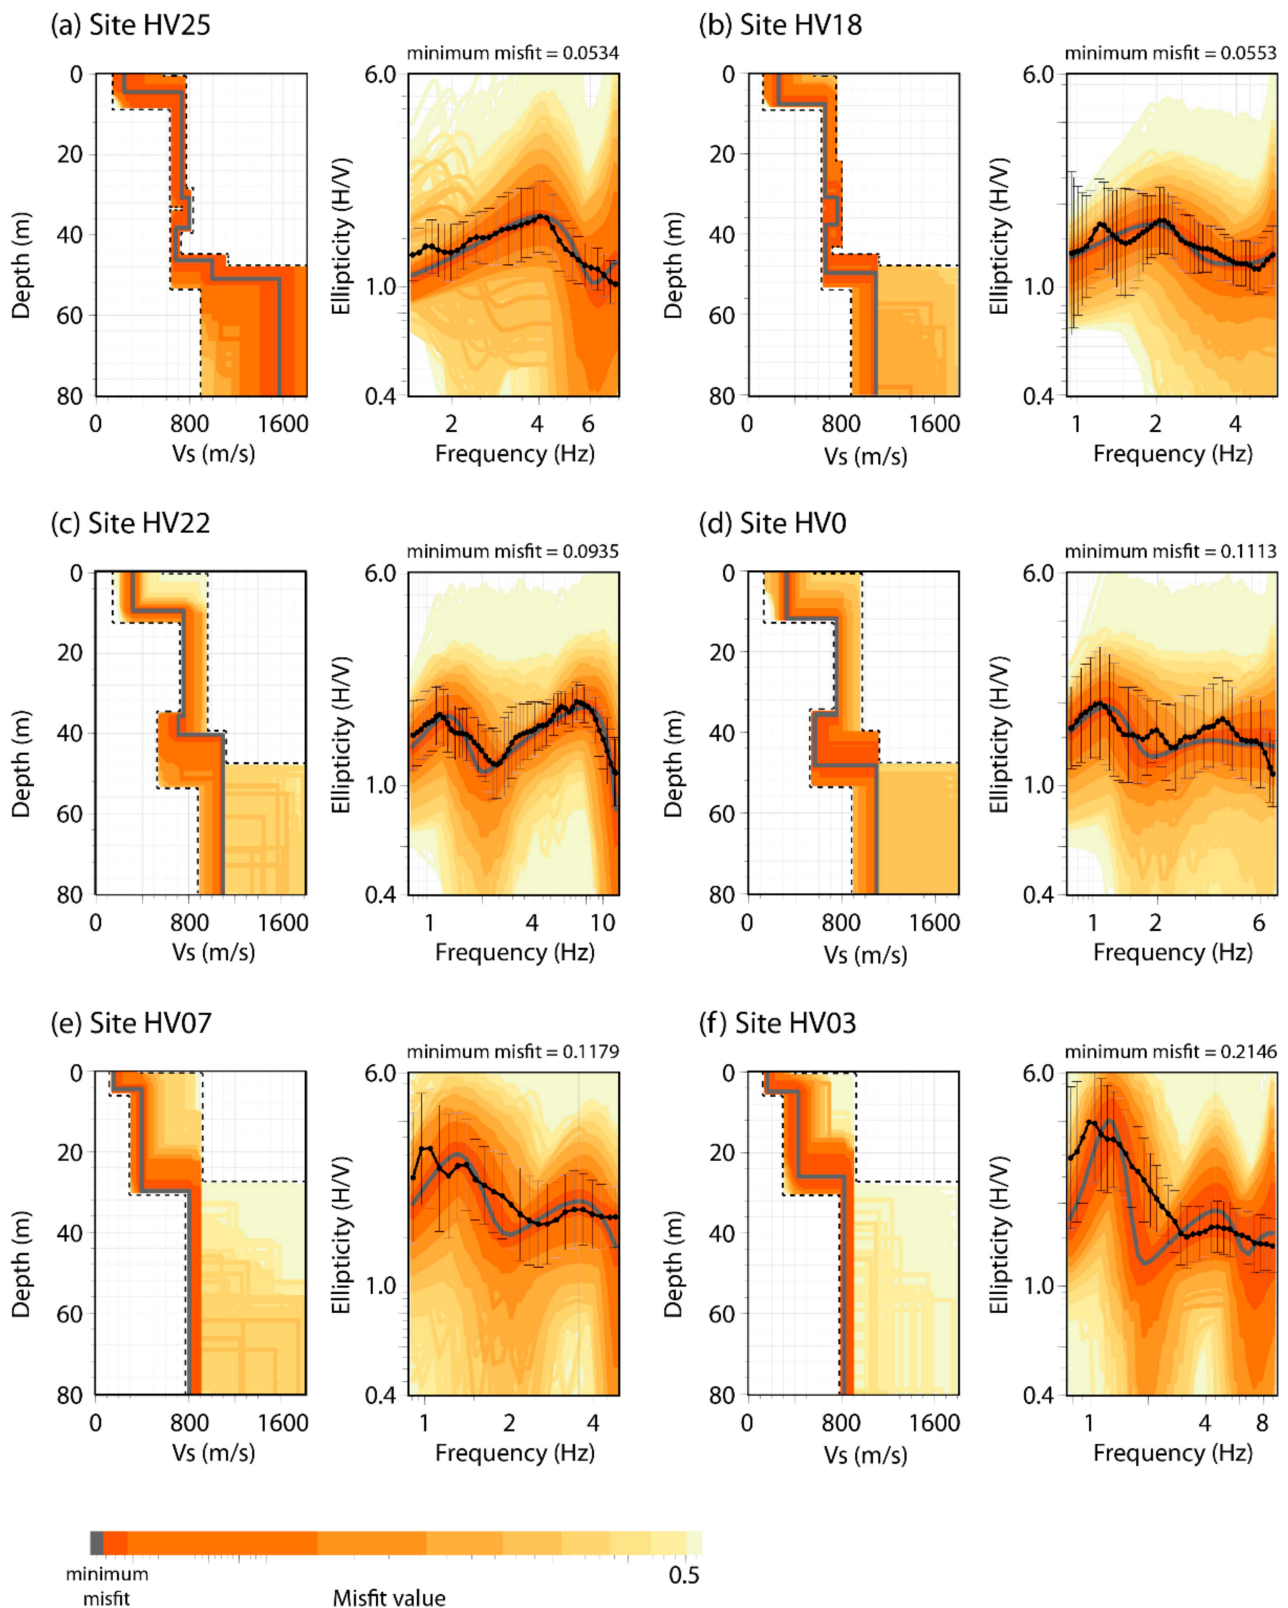 (a) Site HV25
minimum misfit = 0.0534
0
20
40
60
80
Depth (m)
0 800 1600
Vs (m/s)
6.0
1.0
0.4
Ellipticity (H/V)
2 4 6
Frequency (Hz)
(b) Site HV18
minimum misfit = 0.0553
0
20
40
60
80
Depth (m)
0 800 1600
Vs (m/s)
6.0
1.0
0.4
Ellipticity (H/V)
1 2 4
Frequency (Hz)
(c) Site HV22
minimum misfit = 0.0935
0
20
40
60
80
Depth (m)
0 800 1600
Vs (m/s)
6.0
1.0
0.4
Ellipticity (H/V)
1 4 10
Frequency (Hz)
(d) Site HV0
minimum misfit = 0.1113
0
20
40
60
80
Depth (m)
0 800 1600
Vs (m/s)
6.0
1.0
0.4
Ellipticity (H/V)
1 2 6
Frequency (Hz)
(e) Site HV07
minimum misfit = 0.1179
0
20
40
60
80
Depth (m)
0 800 1600
Vs (m/s)
6.0
1.0
0.4
Ellipticity (H/V)
1 2 4
Frequency (Hz)
(f) Site HV03
minimum misfit = 0.2146
0
20
40
60
80
Depth (m)
0 800 1600
Vs (m/s)
6.0
1.0
0.4
Ellipticity (H/V)
1 4 8
Frequency (Hz)
minimum
misfit
0.5
Misfit value